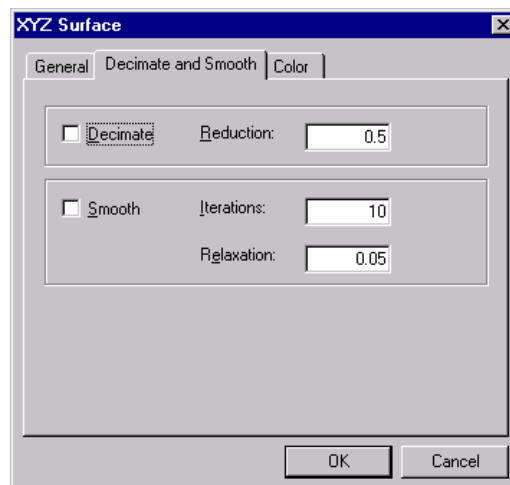 XYZ Surface
General Decimate and Smooth Color
Decimate Reduction: 0.5
Smooth Iterations: 10
Relaxation: 0.05
OK Cancel